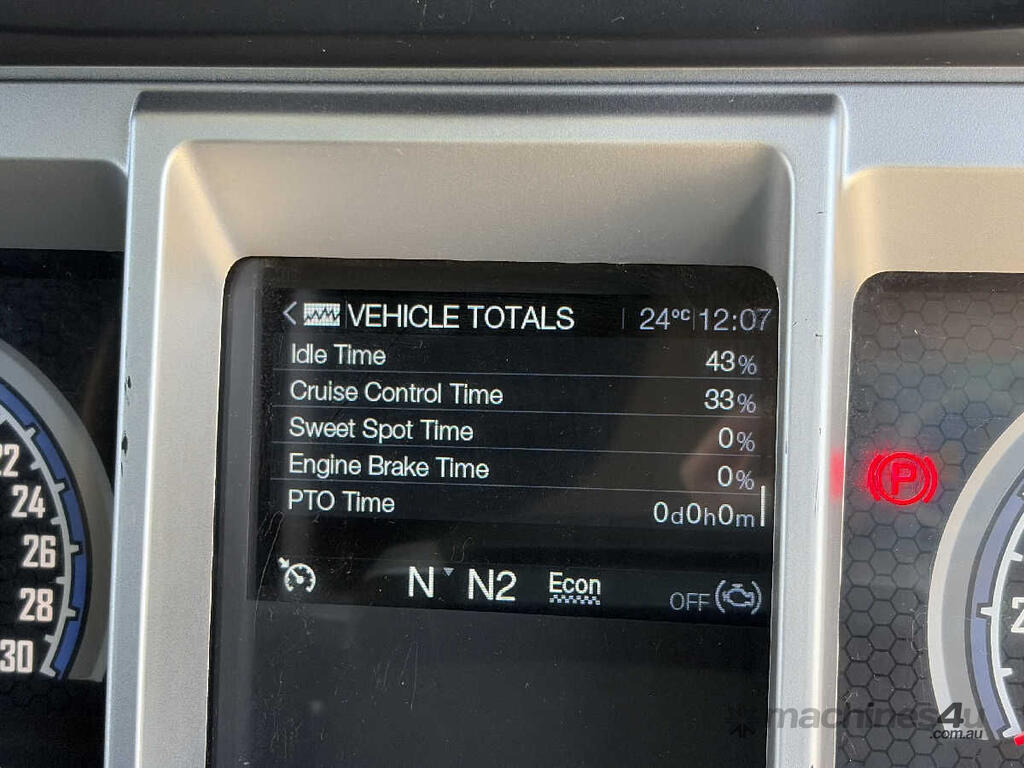 VEHICLE TOTALS 24ºC 12:07
Idle Time 43%
Cruise Control Time 33%
Sweet Spot Time 0%
Engine Brake Time 0%
PTO Time 0d0h0m
N N2 Econ OFF
22
24
26
28
30
P
machines4u
.com.au